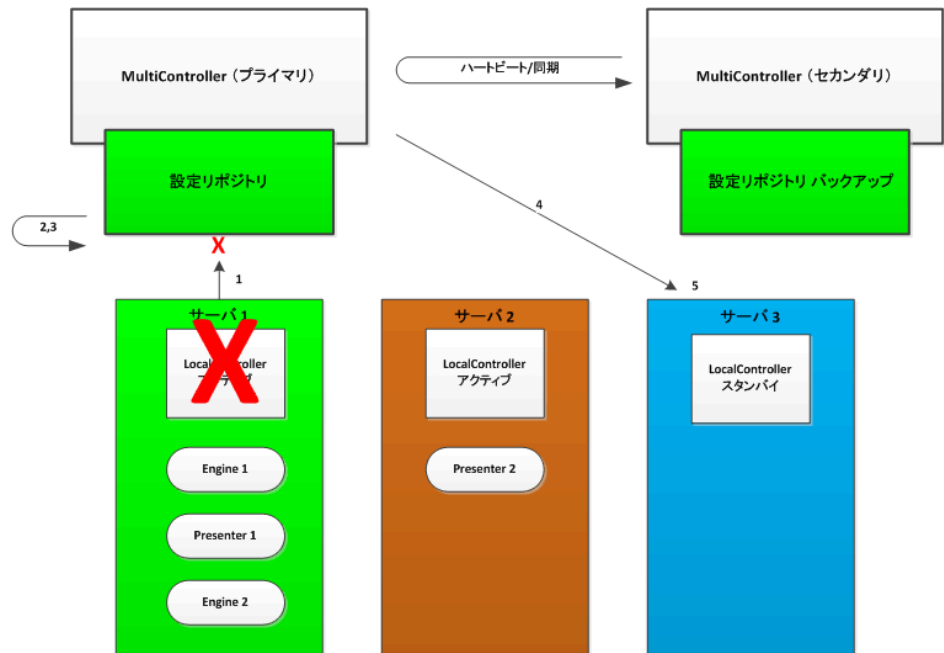 MultiController（プライマリ）
ハートビート/同期
MultiController（セカンダリ）
設定リポジトリ
設定リポジトリ バックアップ
2,3
4
X
1
5
サーバ 1
サーバ 2
サーバ 3
X
LocalController
LocalController
アクティブ
LocalController
スタンバイ
Engine 1
Presenter 2
Presenter 1
Engine 2